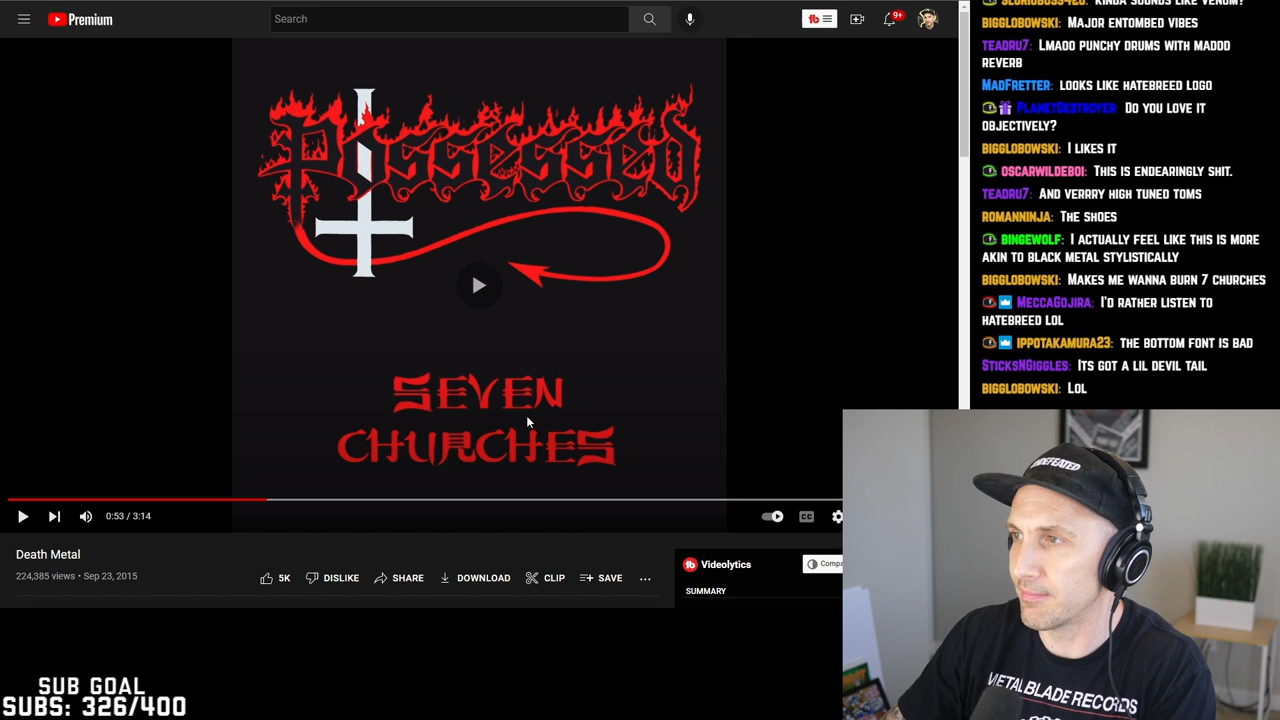 Premium
Search
9+
Possessed
SEVEN
CHURCHES
0:53 / 3:14
CC
Death Metal
224,385 views • Sep 23, 2015
5K
DISLIKE
SHARE
DOWNLOAD
CLIP
SAVE
...
tb Videolytics
SUMMARY
SUB GOAL
SUBS: 326/400
BIGGLOBOWSKI: MAJOR ENTOMBED VIBES
TEADRU7: LMAOO PUNCHY DRUMS WITH MADDD
REVERB
MADFRETTER: LOOKS LIKE HATEBREED LOGO
PLANETDESTROYER: DO YOU LOVE IT
OBJECTIVELY?
BIGGLOBOWSKI: I LIKES IT
OSCARWILDEBOI: THIS IS ENDEARINGLY SHIT.
TEADRU7: AND VERRRY HIGH TUNED TOMS
ROMANNINJA: THE SHOES
BINGEWOLF: I ACTUALLY FEEL LIKE THIS IS MORE
AKIN TO BLACK METAL STYLISTICALLY
BIGGLOBOWSKI: MAKES ME WANNA BURN 7 CHURCHES
MECCAGOJIRA: I'D RATHER LISTEN TO
HATEBREED LOL
IPPOTAKAMURA23: THE BOTTOM FONT IS BAD
STICKSNGIGGLES: ITS GOT A LIL DEVIL TAIL
BIGGLOBOWSKI: LOL
UNDEFEATED
METAL BLADE RECORDS